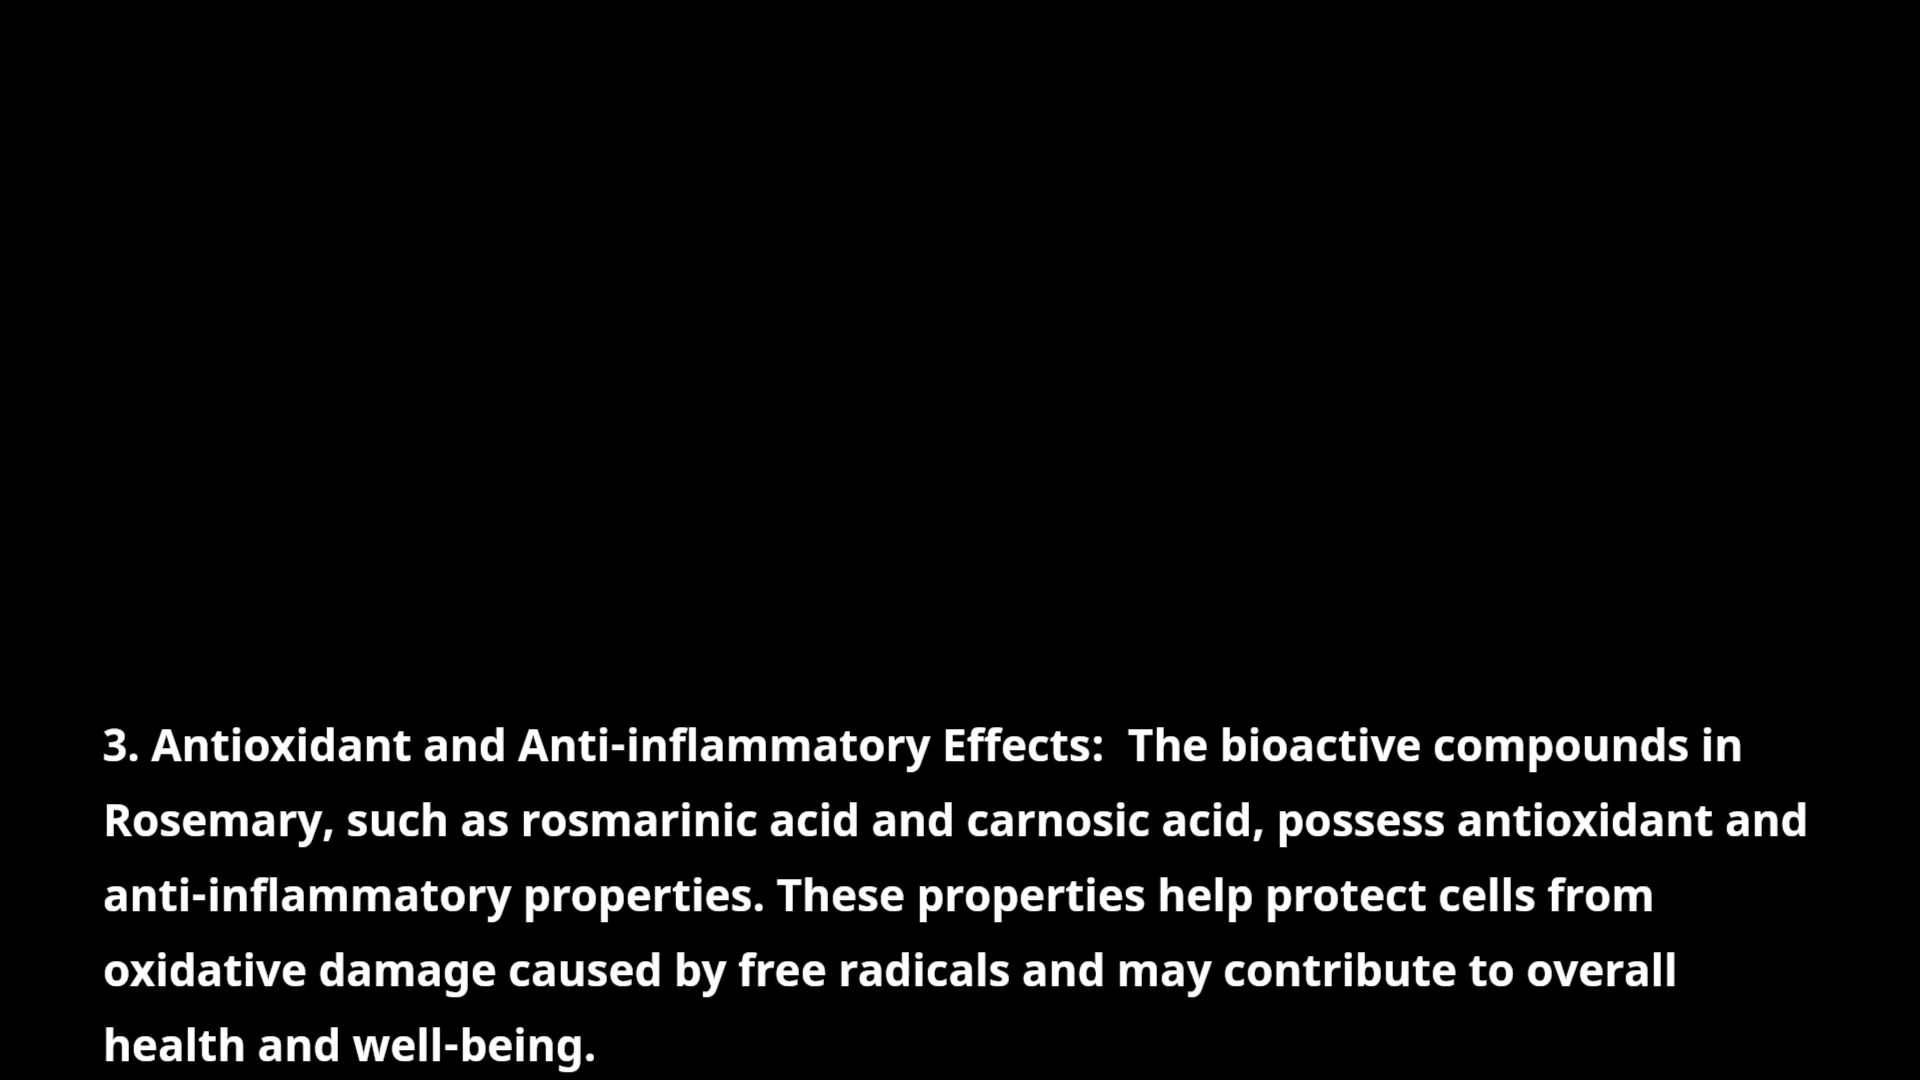 3. Antioxidant and Anti-inflammatory Effects:  The bioactive compounds in
Rosemary, such as rosmarinic acid and carnosic acid, possess antioxidant and
anti-inflammatory properties. These properties help protect cells from
oxidative damage caused by free radicals and may contribute to overall
health and well-being.